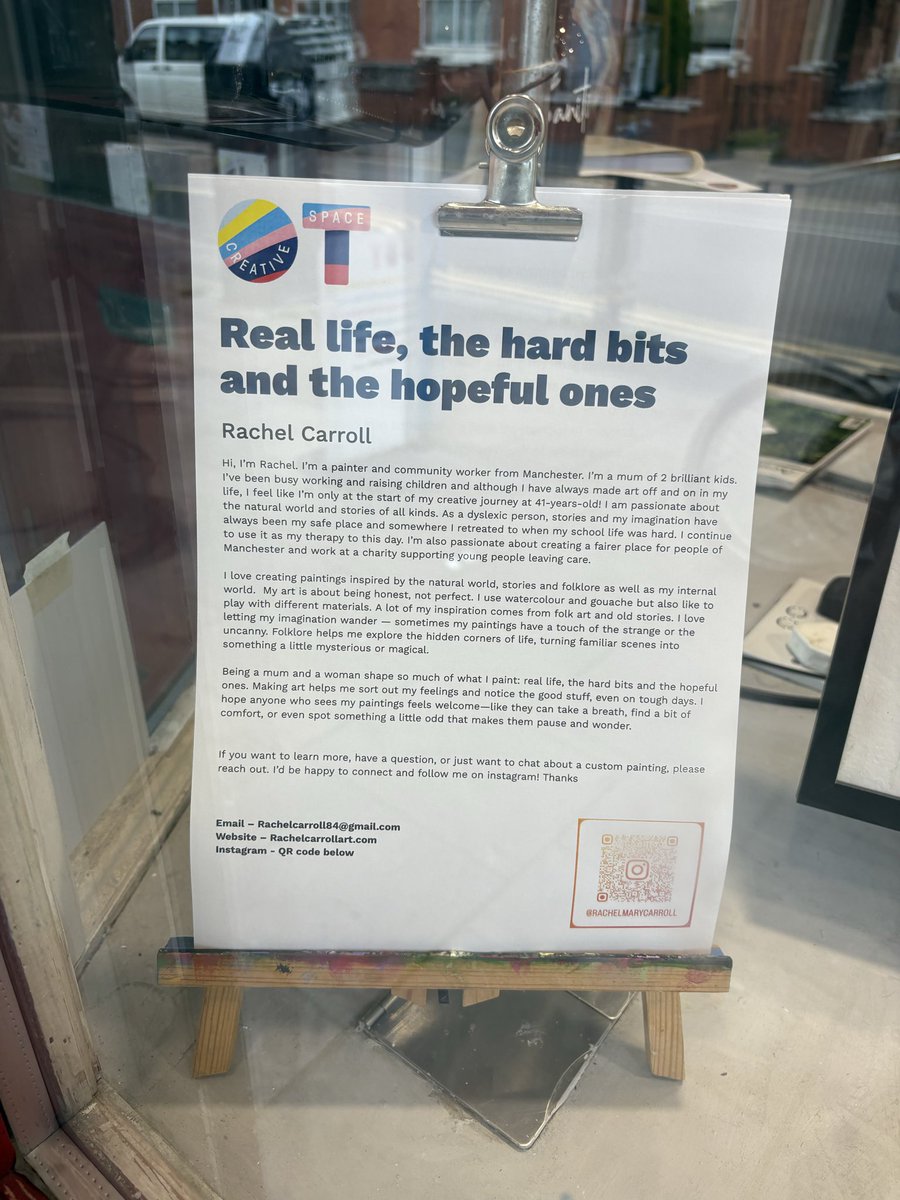 CREATIVE
SPACE
OT
Real life, the hard bits
and the hopeful ones
Rachel Carroll
Hi, I'm Rachel. I'm a painter and community worker from Manchester. I'm a mum of 2 brilliant kids.
I've been busy working and raising children and although I have always made art off and on in my
life, I feel like I'm only at the start of my creative journey at 41-years-old! I am passionate about
the natural world and stories of all kinds. As a dyslexic person, stories and my imagination have
always been my safe place and somewhere I retreated to when my school life was hard. I continue
to use it as my therapy to this day. I'm also passionate about creating a fairer place for people of
Manchester and work at a charity supporting young people leaving care.
I love creating paintings inspired by the natural world, stories and folklore as well as my internal
world. My art is about being honest, not perfect. I use watercolour and gouache but also like to
play with different materials. A lot of my inspiration comes from folk art and old stories. I love
letting my imagination wander — sometimes my paintings have a touch of the strange or the
uncanny. Folklore helps me explore the hidden corners of life, turning familiar scenes into
something a little mysterious or magical.
Being a mum and a woman shape so much of what I paint: real life, the hard bits and the hopeful
ones. Making art helps me sort out my feelings and notice the good stuff, even on tough days. I
hope anyone who sees my paintings feels welcome—like they can take a breath, find a bit of
comfort, or even spot something a little odd that makes them pause and wonder.
If you want to learn more, have a question, or just want to chat about a custom painting, please
reach out. I'd be happy to connect and follow me on instagram! Thanks
Email – Rachelcarroll84@gmail.com
Website – Rachelcarrollart.com
Instagram - QR code below
@RACHELMARYCARROLL